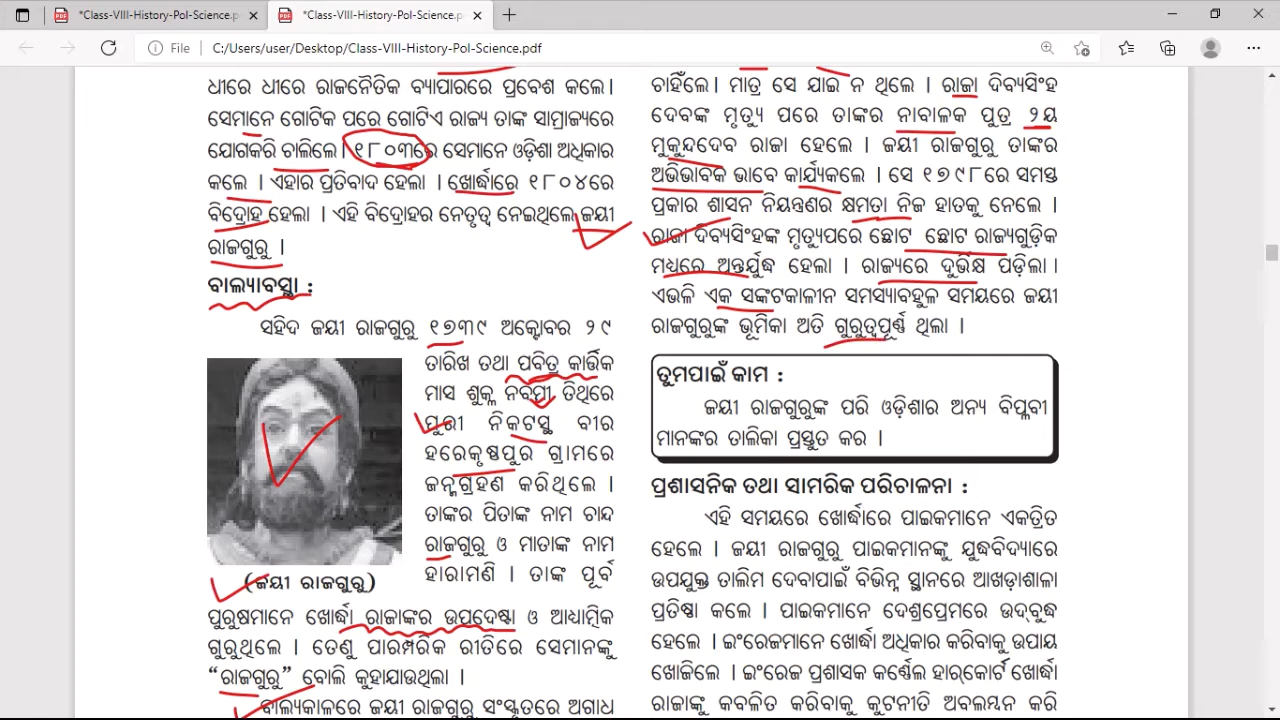 *Class-VIII-History-Pol-Science.p
*Class-VIII-History-Pol-Science.p
File C:/Users/user/Desktop/Class-VIII-History-Pol-Science.pdf
ଧୀରେ ଧୀରେ ରାଜନୈତିକ ବ୍ୟାପାରରେ ପ୍ରବେଶ କଲେ।
ସେମାନେ ଗୋଟିକ ପରେ ଗୋଟିଏ ରାଜ୍ୟ ତାଙ୍କ ସାମ୍ରାଜ୍ୟରେ
ଯୋଗକରି ଚାଲିଲେ। ୧୮୦୩ରେ ସେମାନେ ଓଡ଼ିଶା ଅଧିକାର
କଲେ । ଏହାର ପ୍ରତିବାଦ ହେଲା । ଖୋର୍ଦ୍ଧାରେ ୧୮୦୪ରେ
ବିଦ୍ରୋହ ହେଲା । ଏହି ବିଦ୍ରୋହର ନେତୃତ୍ୱ ନେଇଥିଲେ ଜୟୀ
ରାଜଗୁରୁ ।
ବାଲ୍ୟାବସ୍ଥା :
ସହିଦ ଜୟୀ ରାଜଗୁରୁ ୧୭୩୯ ଅକ୍ଟୋବର ୨୯
ତାରିଖ ତଥା ପବିତ୍ର କାର୍ତ୍ତିକ
ମାସ ଶୁକ୍ଳ ନବମୀ ତିଥିରେ
ପୁରୀ ନିକଟସ୍ଥ ବୀର
ହରେକୃଷ୍ଣପୁର ଗ୍ରାମରେ
ଜନ୍ମଗ୍ରହଣ କରିଥିଲେ ।
ତାଙ୍କର ପିତାଙ୍କ ନାମ ଚାନ୍ଦ
ରାଜଗୁରୁ ଓ ମାତାଙ୍କ ନାମ
ହାରାମଣି । ତାଙ୍କ ପୂର୍ବ
(ଜୟୀ ରାଜଗୁରୁ)
ପୁରୁଷମାନେ ଖୋର୍ଦ୍ଧା ରାଜାଙ୍କର ଉପଦେଷ୍ଟା ଓ ଆଧ୍ୟାତ୍ମିକ
ଗୁରୁଥିଲେ । ତେଣୁ ପାରମ୍ପରିକ ରୀତିରେ ସେମାନଙ୍କୁ
“ରାଜଗୁରୁ” ବୋଲି କୁହାଯାଉଥିଲା ।
ବାଲ୍ୟକାଳରେ ଜୟୀ ରାଜଗୁରୁ ସଂସ୍କୃତରେ ଅଗାଧ
ଚାହିଁଲେ। ମାତ୍ର ସେ ଯାଇ ନ ଥିଲେ । ରାଜା ଦିବ୍ୟସିଂହ
ଦେବଙ୍କ ମୃତ୍ୟୁ ପରେ ତାଙ୍କର ନାବାଳକ ପୁତ୍ର ୨ୟ
ମୁକୁନ୍ଦଦେବ ରାଜା ହେଲେ । ଜୟୀ ରାଜଗୁରୁ ତାଙ୍କର
ଅଭିଭାବକ ଭାବେ କାର୍ଯ୍ୟକଲେ । ସେ ୧୭୯୮ରେ ସମସ୍ତ
ପ୍ରକାର ଶାସନ ନିୟନ୍ତ୍ରଣର କ୍ଷମତା ନିଜ ହାତକୁ ନେଲେ ।
ରାଜା ଦିବ୍ୟସିଂହଙ୍କ ମୃତ୍ୟୁପରେ ଛୋଟ ଛୋଟ ରାଜ୍ୟଗୁଡ଼ିକ
ମଧ୍ୟରେ ଅନ୍ତର୍ଯୁଦ୍ଧ ହେଲା । ରାଜ୍ୟରେ ଦୁର୍ଭିକ୍ଷ ପଡ଼ିଲା।
ଏଭଳି ଏକ ସଙ୍କଟକାଳୀନ ସମସ୍ୟାବହୁଳ ସମୟରେ ଜୟୀ
ରାଜଗୁରୁଙ୍କ ଭୂମିକା ଅତି ଗୁରୁତ୍ୱପୂର୍ଣ୍ଣ ଥିଲା ।
ତୁମପାଇଁ କାମ :
ଜୟୀ ରାଜଗୁରୁଙ୍କ ପରି ଓଡ଼ିଶାର ଅନ୍ୟ ବିପ୍ଳବୀ
ମାନଙ୍କର ତାଲିକା ପ୍ରସ୍ତୁତ କର ।
ପ୍ରଶାସନିକ ତଥା ସାମରିକ ପରିଚାଳନା :
ଏହି ସମୟରେ ଖୋର୍ଦ୍ଧାରେ ପାଇକମାନେ ଏକତ୍ରିତ
ହେଲେ । ଜୟୀ ରାଜଗୁରୁ ପାଇକମାନଙ୍କୁ ଯୁଦ୍ଧବିଦ୍ୟାରେ
ଉପଯୁକ୍ତ ତାଲିମ ଦେବାପାଇଁ ବିଭିନ୍ନ ସ୍ଥାନରେ ଆଖଡ଼ାଶାଳା
ପ୍ରତିଷ୍ଠା କଲେ । ପାଇକମାନେ ଦେଶପ୍ରେମରେ ଉଦ୍‌ବୁଦ୍ଧ
ହେଲେ । ଇଂରେଜମାନେ ଖୋର୍ଦ୍ଧା ଅଧିକାର କରିବାକୁ ଉପାୟ
ଖୋଜିଲେ । ଇଂରେଜ ପ୍ରଶାସକ କର୍ଣ୍ଣେଲ ହାର୍‌କୋର୍ଟ ଖୋର୍ଦ୍ଧା
ରାଜାଙ୍କୁ କବଳିତ କରିବାକୁ କୁଟନୀତି ଅବଲମ୍ବନ କରି